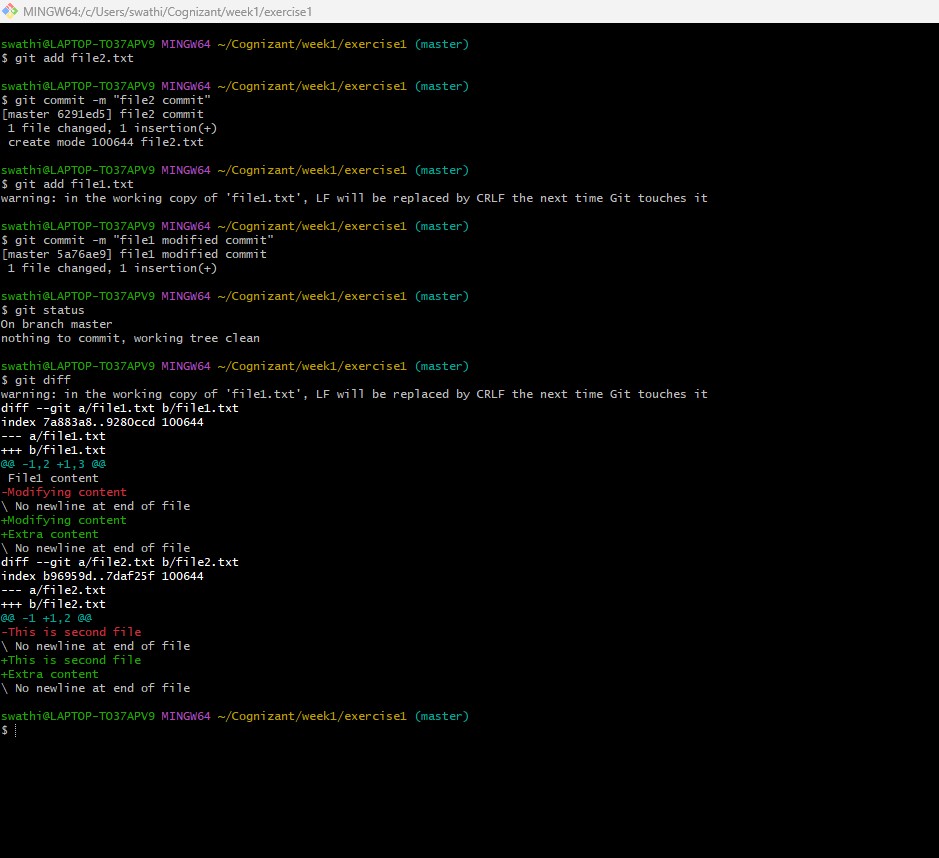 MINGW64:/c/Users/swathi/Cognizant/week1/exercise1
swathi@LAPTOP-TO37APV9 MINGW64 ~/Cognizant/week1/exercise1 (master)
$ git add file2.txt
swathi@LAPTOP-TO37APV9 MINGW64 ~/Cognizant/week1/exercise1 (master)
$ git commit -m "file2 commit"
[master 6291ed5] file2 commit
 1 file changed, 1 insertion(+)
 create mode 100644 file2.txt
swathi@LAPTOP-TO37APV9 MINGW64 ~/Cognizant/week1/exercise1 (master)
$ git add file1.txt
warning: in the working copy of 'file1.txt', LF will be replaced by CRLF the next time Git touches it
swathi@LAPTOP-TO37APV9 MINGW64 ~/Cognizant/week1/exercise1 (master)
$ git commit -m "file1 modified commit"
[master 5a76ae9] file1 modified commit
 1 file changed, 1 insertion(+)
swathi@LAPTOP-TO37APV9 MINGW64 ~/Cognizant/week1/exercise1 (master)
$ git status
On branch master
nothing to commit, working tree clean
swathi@LAPTOP-TO37APV9 MINGW64 ~/Cognizant/week1/exercise1 (master)
$ git diff
warning: in the working copy of 'file1.txt', LF will be replaced by CRLF the next time Git touches it
diff --git a/file1.txt b/file1.txt
index 7a883a8..9280ccd 100644
--- a/file1.txt
+++ b/file1.txt
@@ -1,2 +1,3 @@
 File1 content
-Modifying content
\ No newline at end of file
+Modifying content
+Extra content
\ No newline at end of file
diff --git a/file2.txt b/file2.txt
index b96959d..7daf25f 100644
--- a/file2.txt
+++ b/file2.txt
@@ -1 +1,2 @@
-This is second file
\ No newline at end of file
+This is second file
+Extra content
\ No newline at end of file
swathi@LAPTOP-TO37APV9 MINGW64 ~/Cognizant/week1/exercise1 (master)
$